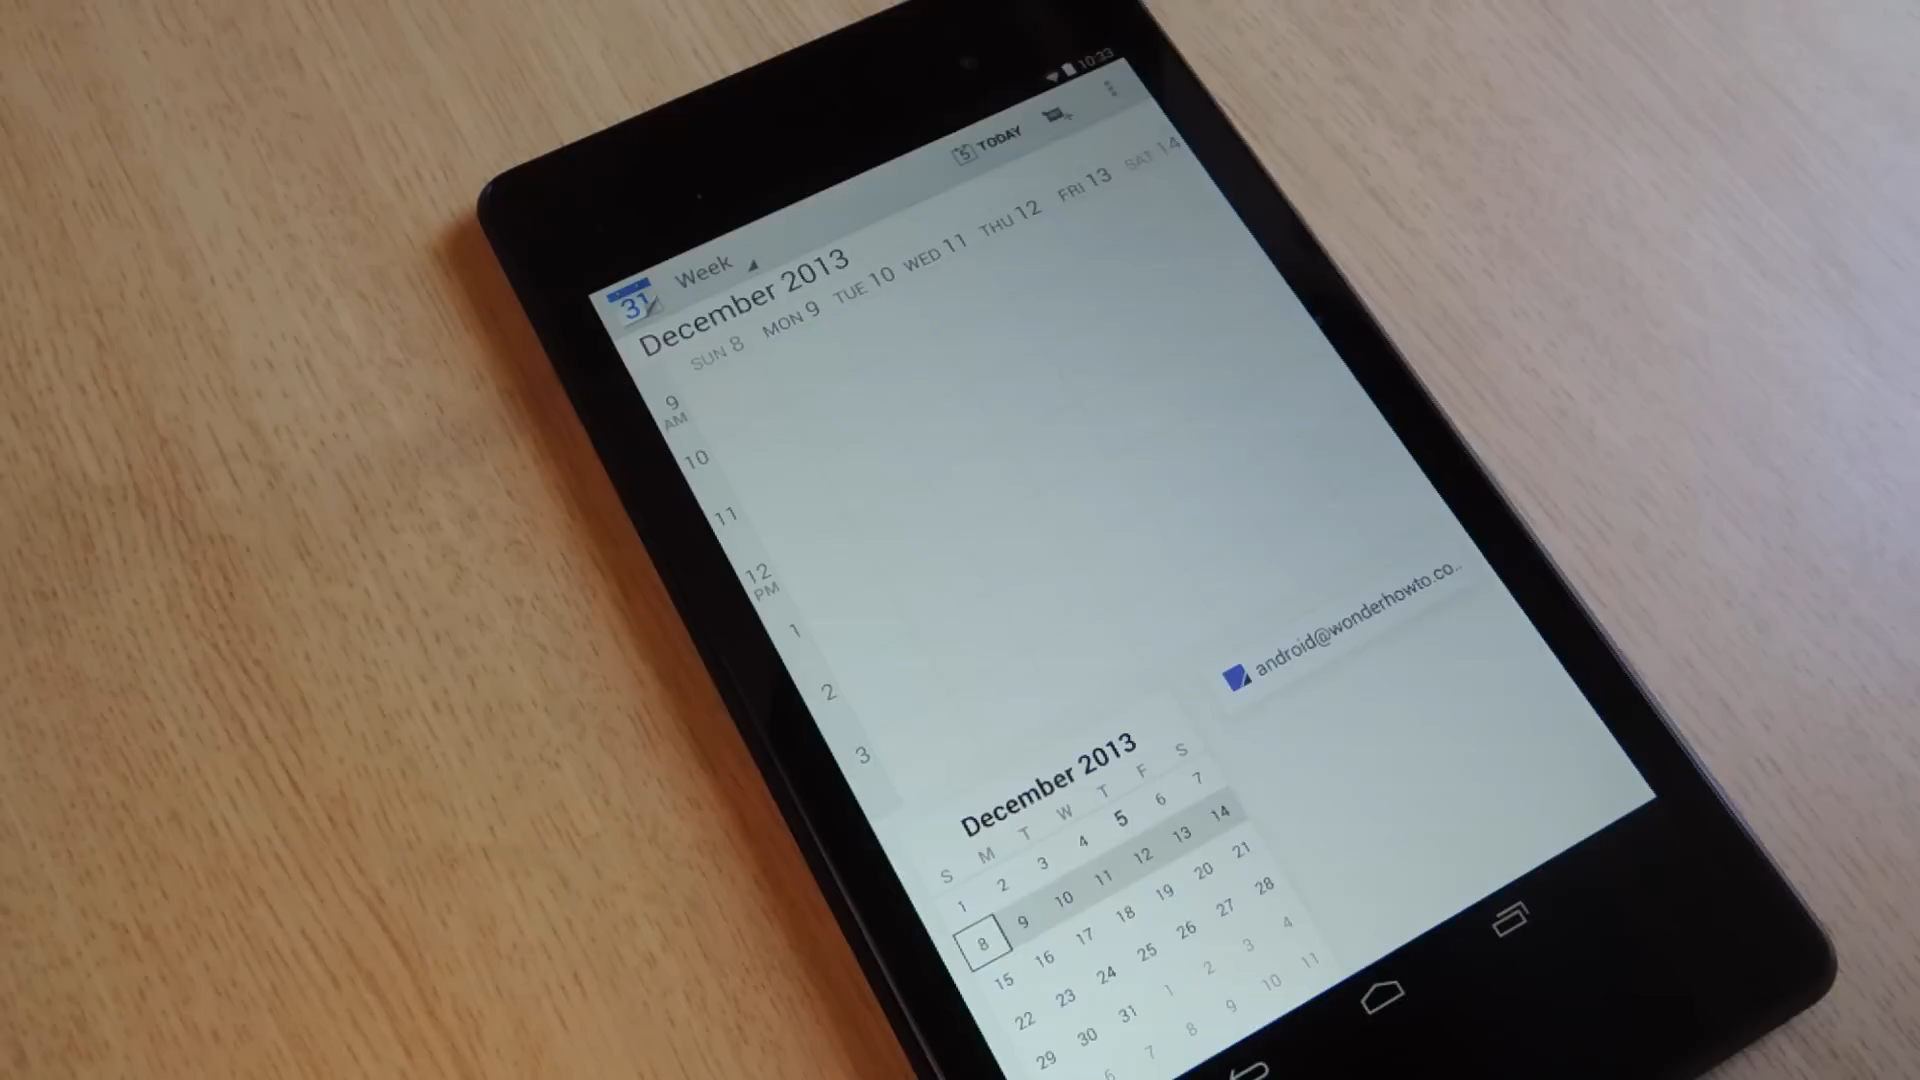 10:33
5 TODAY
31 Week
December 2013
SUN 8 MON 9 TUE 10 WED 11 THU 12 FRI 13 SAT 14
9
AM
10
11
12
PM
1
2
3
android@wonderhowto.co..
December 2013
S M T W T F S
1 2 3 4 5 6 7
8 9 10 11 12 13 14
15 16 17 18 19 20 21
22 23 24 25 26 27 28
29 30 31 1 2 3 4
6 7 8 9 10 11